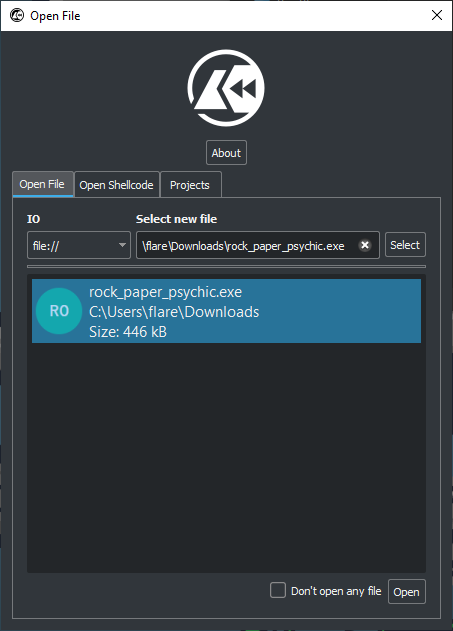 Open File
About
Open File
Open Shellcode
Projects
IO
Select new file
file://
\flare\Downloads\rock_paper_psychic.exe
Select
RO
rock_paper_psychic.exe
C:\Users\flare\Downloads
Size: 446 kB
Don't open any file
Open